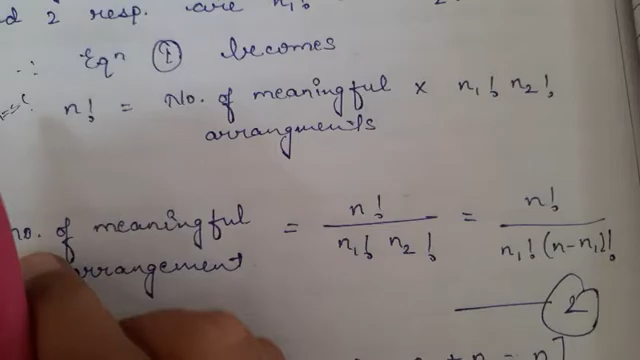 2 resp. are n₁!
∴ Eqn ① becomes
n! = No. of meaningful × n₁! n₂!
arrangments
No. of meaningful = n! / n₁! n₂! = n! / n₁! (n-n₁)!
arrangement
2